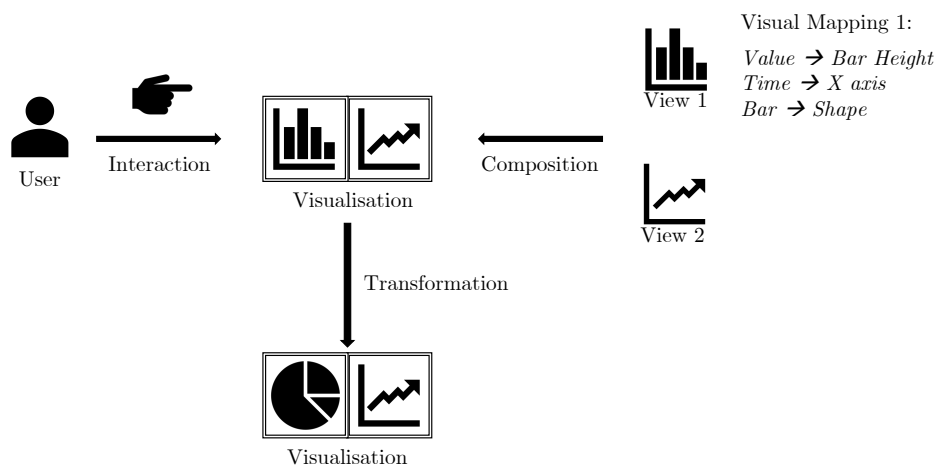 Visual Mapping 1:
Value → Bar Height
Time → X axis
Bar → Shape
View 1
User
Interaction
Visualisation
Composition
View 2
Transformation
Visualisation